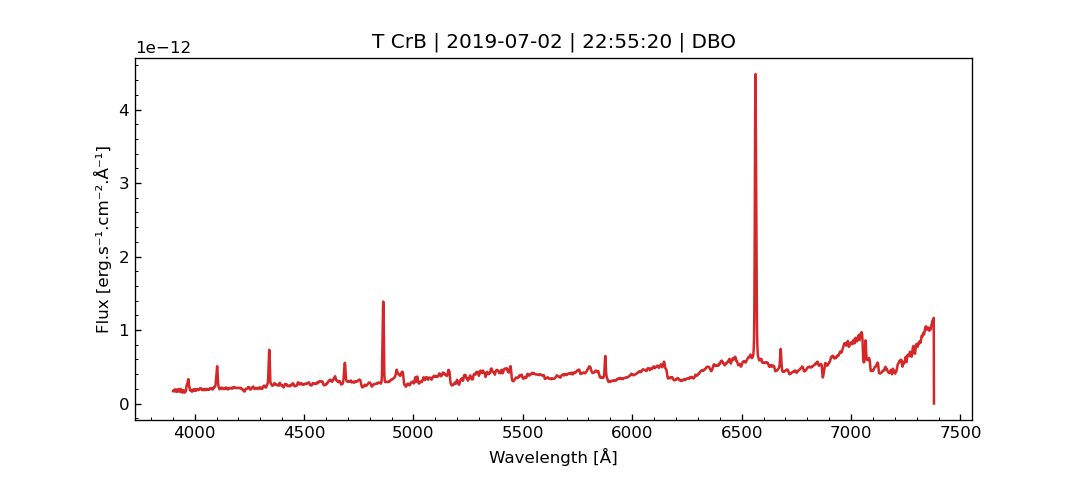 T CrB | 2019-07-02 | 22:55:20 | DBO
1e−12
Flux [erg.s⁻¹.cm⁻².Å⁻¹]
4
3
2
1
0
4000 4500 5000 5500 6000 6500 7000 7500
Wavelength [Å]